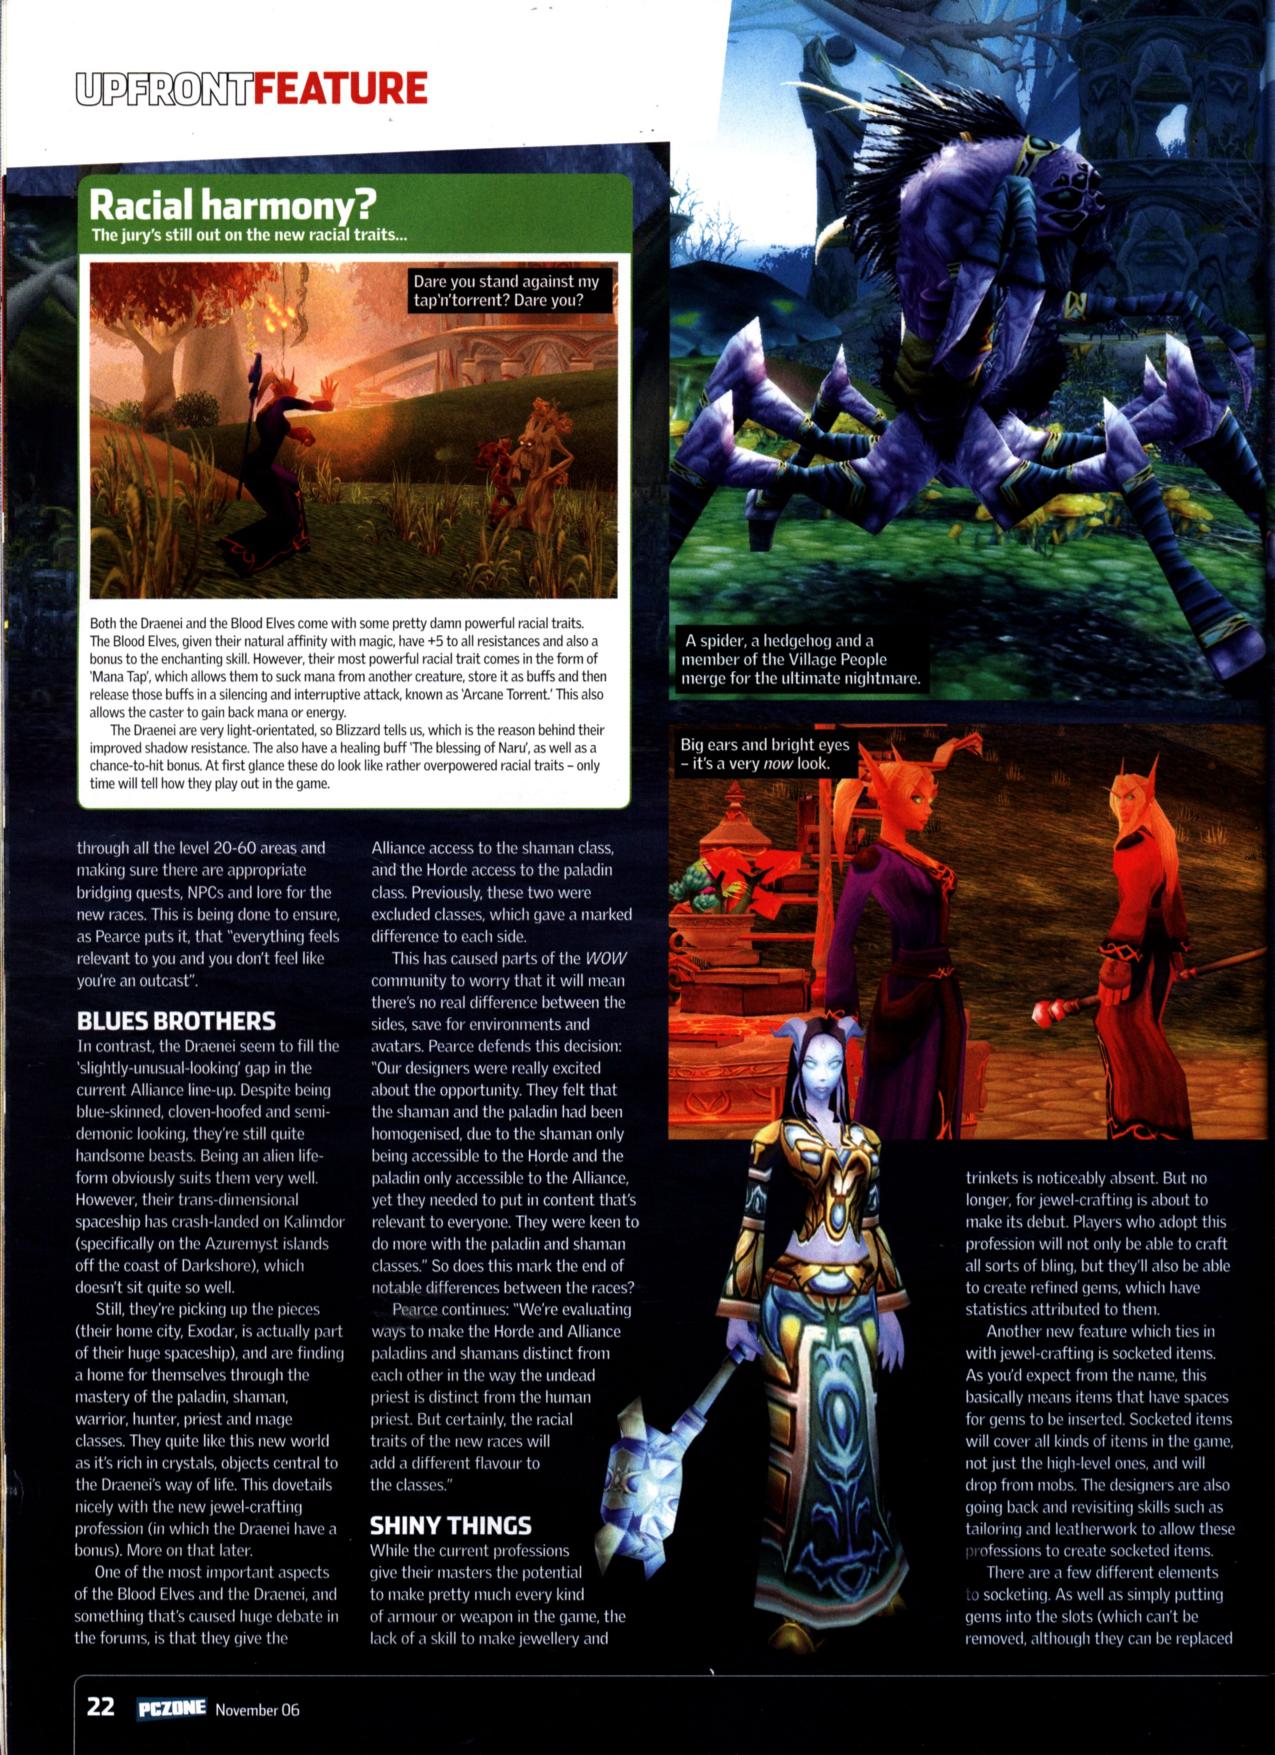 UPFRONTFEATURE
Racial harmony?
The jury's still out on the new racial traits...
Dare you stand against my
tap'n'torrent? Dare you?
Both the Draenei and the Blood Elves come with some pretty damn powerful racial traits.
The Blood Elves, given their natural affinity with magic, have +5 to all resistances and also a
bonus to the enchanting skill. However, their most powerful racial trait comes in the form of
'Mana Tap', which allows them to suck mana from another creature, store it as buffs and then
release those buffs in a silencing and interruptive attack, known as 'Arcane Torrent.' This also
allows the caster to gain back mana or energy.
The Draenei are very light-orientated, so Blizzard tells us, which is the reason behind their
improved shadow resistance. The also have a healing buff 'The blessing of Naru', as well as a
chance-to-hit bonus. At first glance these do look like rather overpowered racial traits – only
time will tell how they play out in the game.
A spider, a hedgehog and a
member of the Village People
merge for the ultimate nightmare.
Big ears and bright eyes
– it's a very now look.
through all the level 20-60 areas and
making sure there are appropriate
bridging quests, NPCs and lore for the
new races. This is being done to ensure,
as Pearce puts it, that "everything feels
relevant to you and you don't feel like
you're an outcast".
BLUES BROTHERS
In contrast, the Draenei seem to fill the
'slightly-unusual-looking' gap in the
current Alliance line-up. Despite being
blue-skinned, cloven-hoofed and semi-
demonic looking, they're still quite
handsome beasts. Being an alien life-
form obviously suits them very well.
However, their trans-dimensional
spaceship has crash-landed on Kalimdor
(specifically on the Azuremyst islands
off the coast of Darkshore), which
doesn't sit quite so well.
Still, they're picking up the pieces
(their home city, Exodar, is actually part
of their huge spaceship), and are finding
a home for themselves through the
mastery of the paladin, shaman,
warrior, hunter, priest and mage
classes. They quite like this new world
as it's rich in crystals, objects central to
the Draenei's way of life. This dovetails
nicely with the new jewel-crafting
profession (in which the Draenei have a
bonus). More on that later.
One of the most important aspects
of the Blood Elves and the Draenei, and
something that's caused huge debate in
the forums, is that they give the
Alliance access to the shaman class,
and the Horde access to the paladin
class. Previously, these two were
excluded classes, which gave a marked
difference to each side.
This has caused parts of the WOW
community to worry that it will mean
there's no real difference between the
sides, save for environments and
avatars. Pearce defends this decision:
"Our designers were really excited
about the opportunity. They felt that
the shaman and the paladin had been
homogenised, due to the shaman only
being accessible to the Horde and the
paladin only accessible to the Alliance,
yet they needed to put in content that's
relevant to everyone. They were keen to
do more with the paladin and shaman
classes." So does this mark the end of
notable differences between the races?
Pearce continues: "We're evaluating
ways to make the Horde and Alliance
paladins and shamans distinct from
each other in the way the undead
priest is distinct from the human
priest. But certainly, the racial
traits of the new races will
add a different flavour to
the classes."
SHINY THINGS
While the current professions
give their masters the potential
to make pretty much every kind
of armour or weapon in the game, the
lack of a skill to make jewellery and
trinkets is noticeably absent. But no
longer, for jewel-crafting is about to
make its debut. Players who adopt this
profession will not only be able to craft
all sorts of bling, but they'll also be able
to create refined gems, which have
statistics attributed to them.
Another new feature which ties in
with jewel-crafting is socketed items.
As you'd expect from the name, this
basically means items that have spaces
for gems to be inserted. Socketed items
will cover all kinds of items in the game,
not just the high-level ones, and will
drop from mobs. The designers are also
going back and revisiting skills such as
tailoring and leatherwork to allow these
professions to create socketed items.
There are a few different elements
to socketing. As well as simply putting
gems into the slots (which can't be
removed, although they can be replaced
22 PCZONE November 06